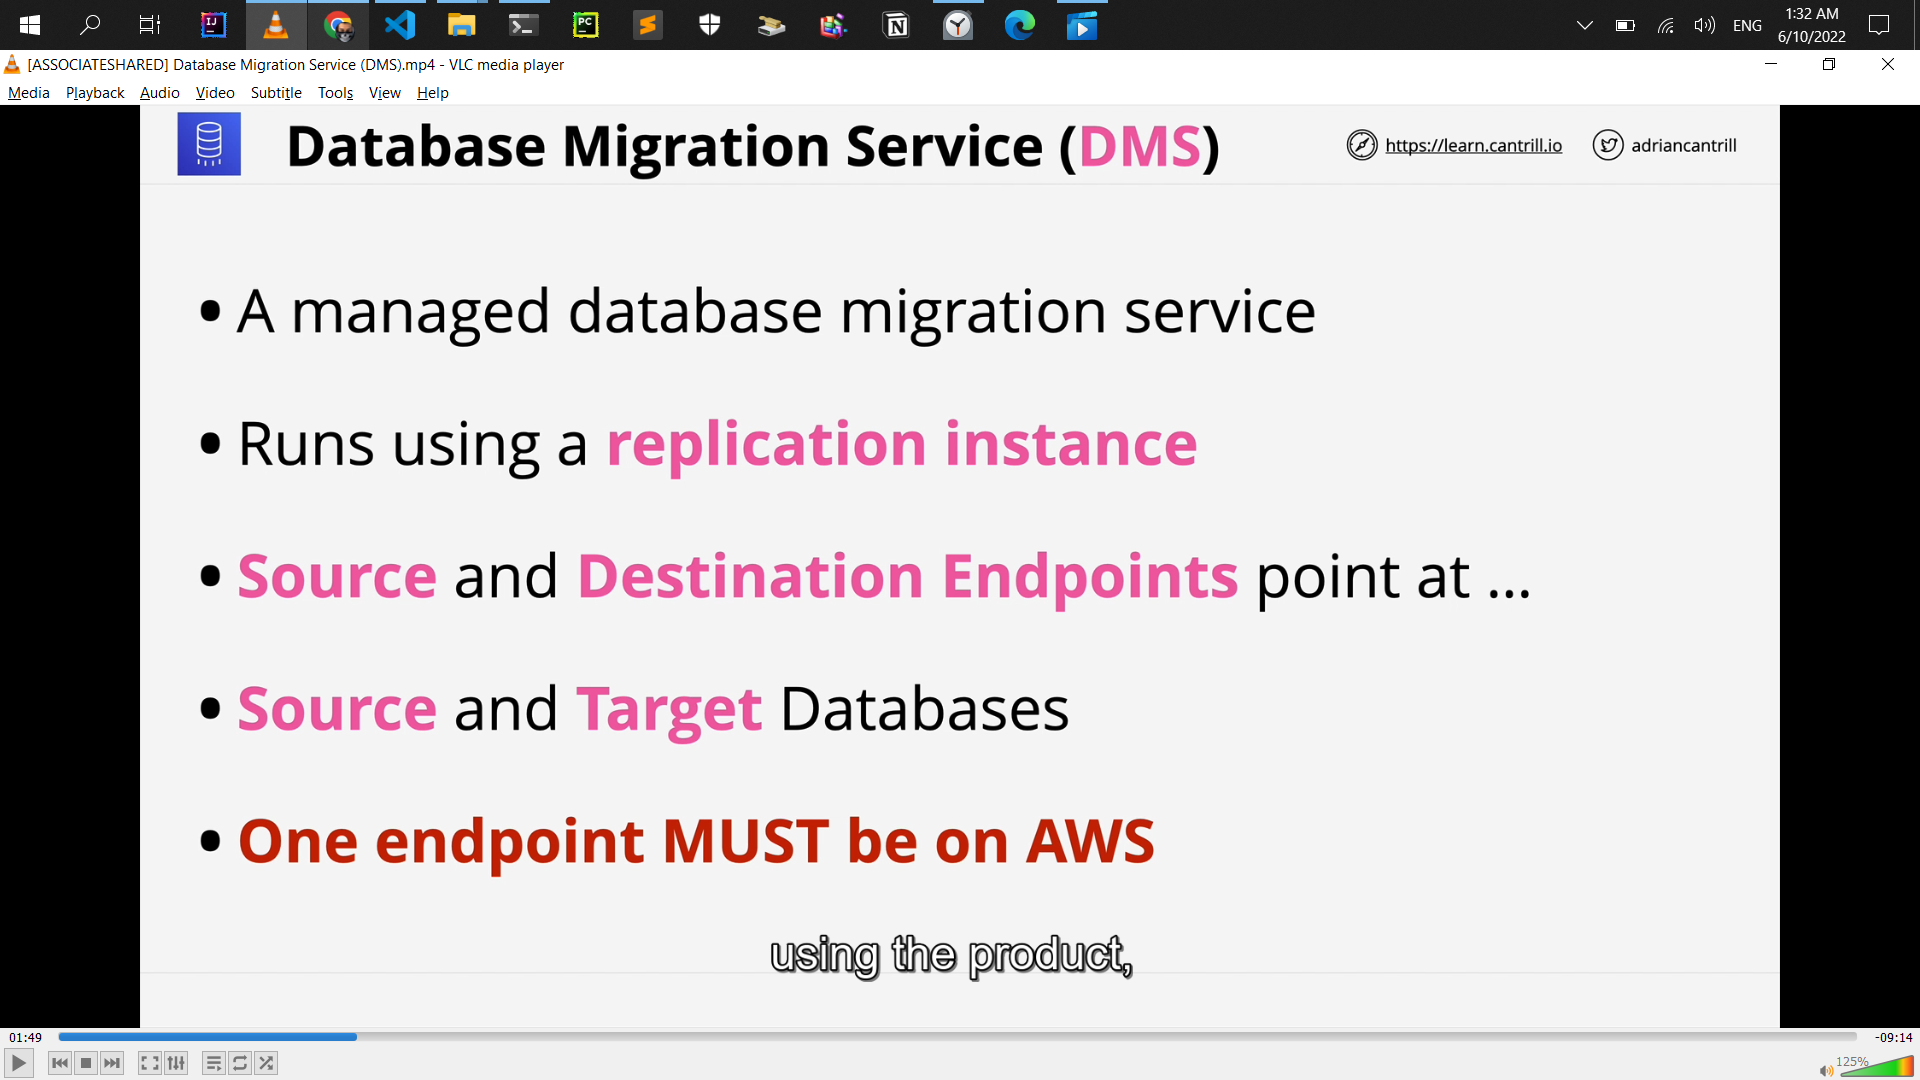 1:32 AM
ENG
6/10/2022
[ASSOCIATESHARED] Database Migration Service (DMS).mp4 - VLC media player
Media Playback Audio Video Subtitle Tools View Help
Database Migration Service (DMS)
https://learn.cantrill.io
adriancantrill
• A managed database migration service
• Runs using a replication instance
• Source and Destination Endpoints point at ...
• Source and Target Databases
• One endpoint MUST be on AWS
using the product,
01:49
-09:14
125%